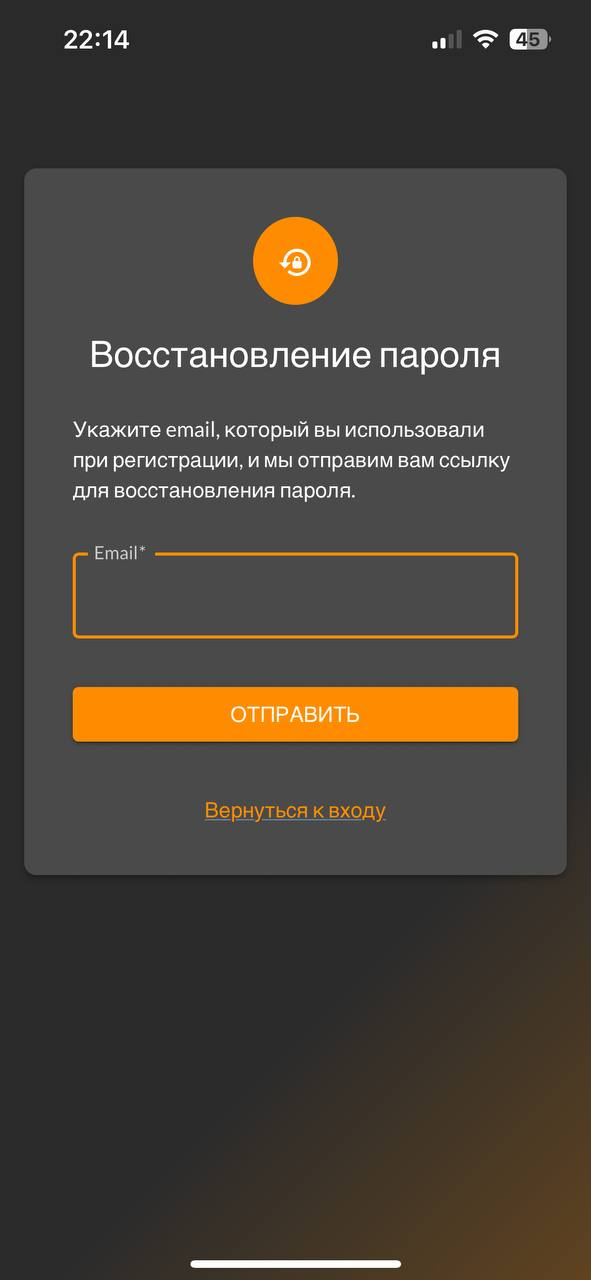 22:14
45
Восстановление пароля
Укажите email, который вы использовали
при регистрации, и мы отправим вам ссылку
для восстановления пароля.
Email*
ОТПРАВИТЬ
Вернуться к входу